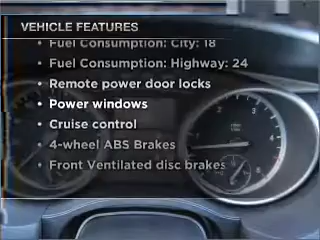 VEHICLE FEATURES
• Fuel Consumption: City: 18
• Fuel Consumption: Highway: 24
• Remote power door locks
• Power windows
• Cruise control
• 4-wheel ABS Brakes
• Front Ventilated disc brakes